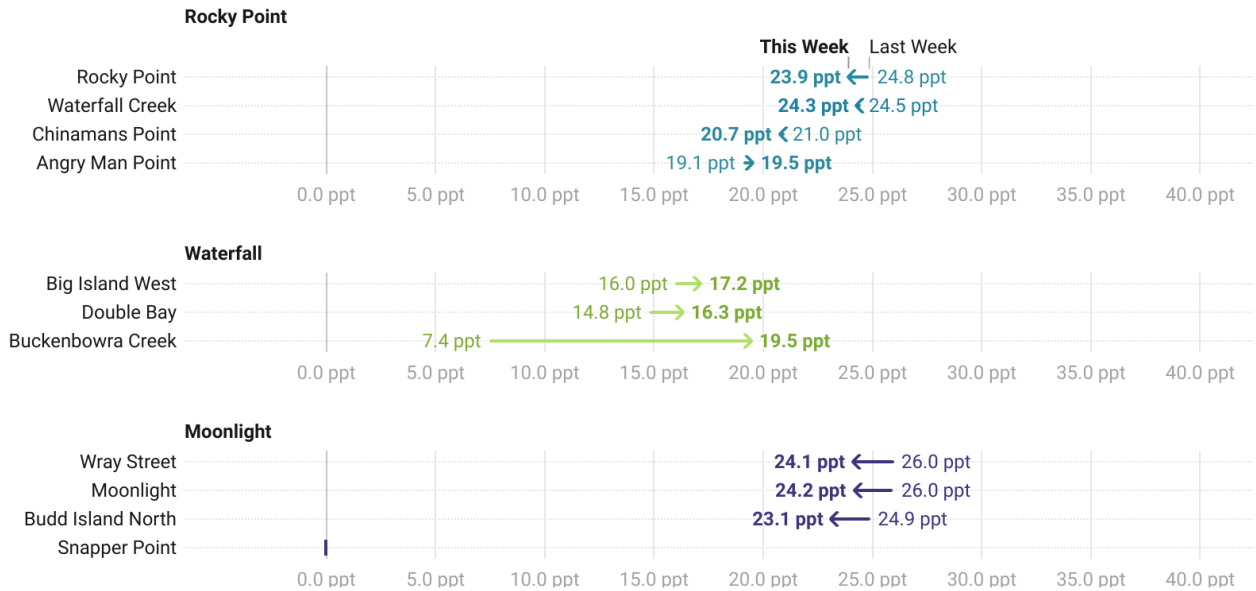 Rocky Point
This Week Last Week
Rocky Point 23.9 ppt 24.8 ppt
Waterfall Creek 24.3 ppt 24.5 ppt
Chinamans Point 20.7 ppt 21.0 ppt
Angry Man Point 19.1 ppt 19.5 ppt
0.0 ppt 5.0 ppt 10.0 ppt 15.0 ppt 20.0 ppt 25.0 ppt 30.0 ppt 35.0 ppt 40.0 ppt
Waterfall
Big Island West 16.0 ppt 17.2 ppt
Double Bay 14.8 ppt 16.3 ppt
Buckenbowra Creek 7.4 ppt 19.5 ppt
0.0 ppt 5.0 ppt 10.0 ppt 15.0 ppt 20.0 ppt 25.0 ppt 30.0 ppt 35.0 ppt 40.0 ppt
Moonlight
Wray Street 24.1 ppt 26.0 ppt
Moonlight 24.2 ppt 26.0 ppt
Budd Island North 23.1 ppt 24.9 ppt
Snapper Point
0.0 ppt 5.0 ppt 10.0 ppt 15.0 ppt 20.0 ppt 25.0 ppt 30.0 ppt 35.0 ppt 40.0 ppt